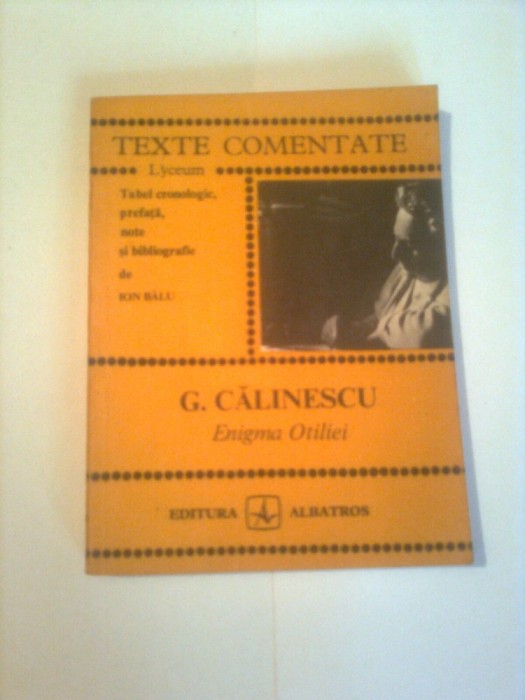 TEXTE COMENTATE
Lyceum
Tabel cronologic,
prefață,
note
și bibliografie
de
ION BĂLU
G. CĂLINESCU
Enigma Otiliei
EDITURA ALBATROS